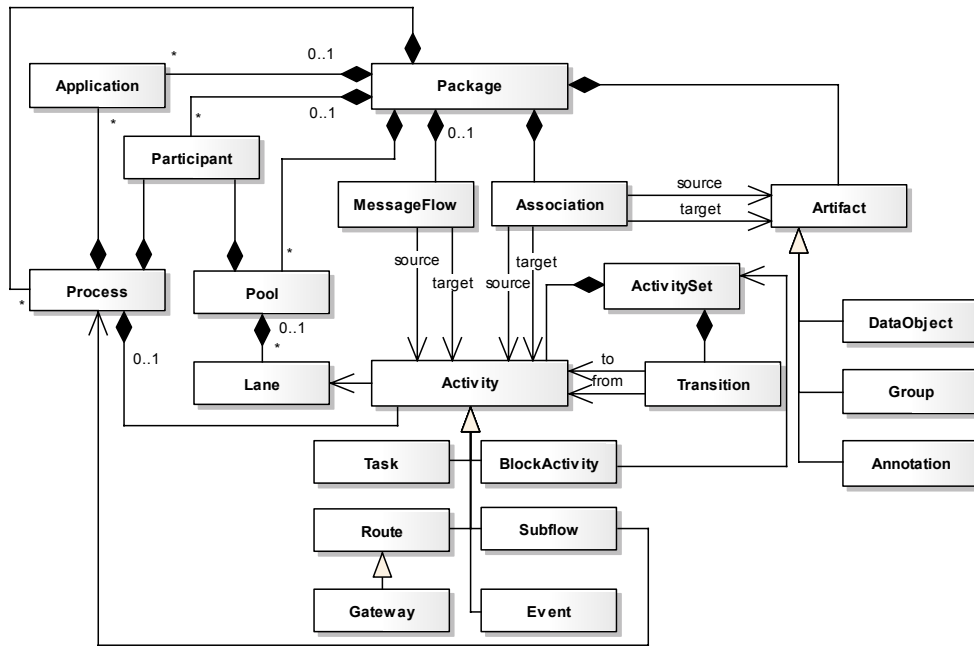 0..1
*
Application
Package
0..1
*
0..1
Participant
MessageFlow
Association
source
target
Artifact
source
target
source
target
ActivitySet
*
*
Process
Pool
0..1
*
0..1
DataObject
Lane
Activity
to
from
Transition
Group
Task
BlockActivity
Annotation
Route
Subflow
Gateway
Event